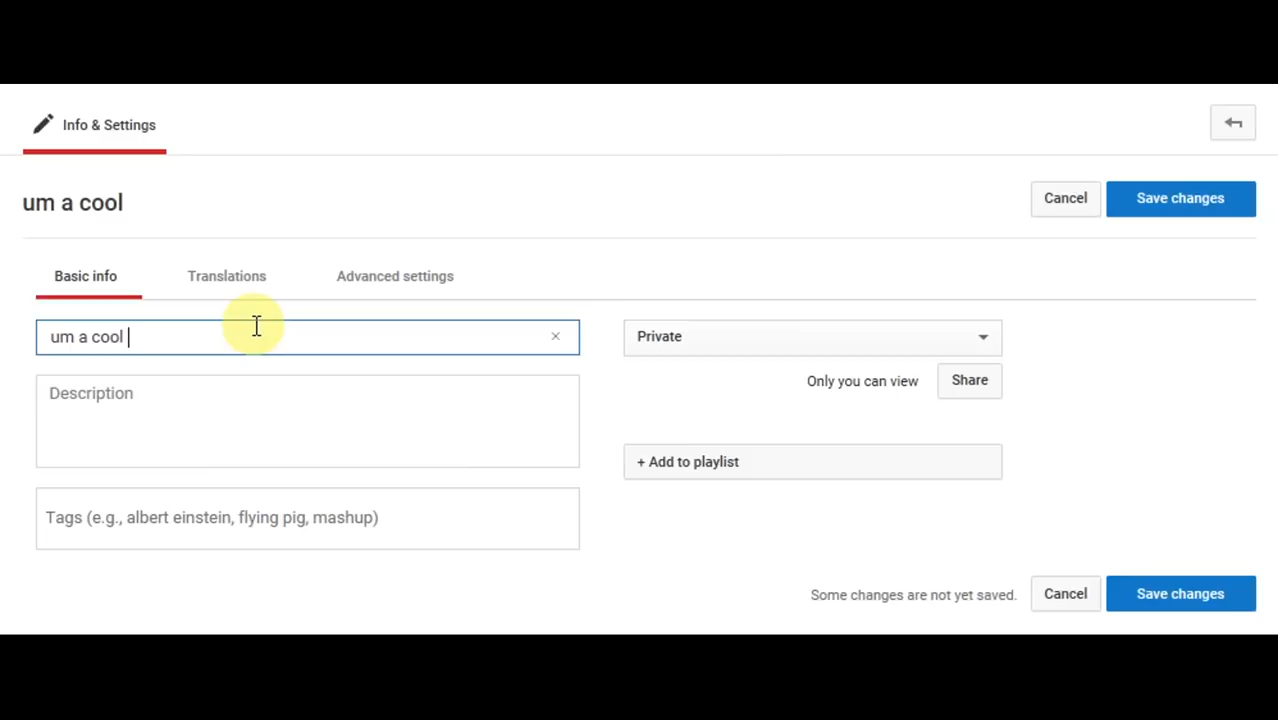 Info & Settings
um a cool
Cancel
Save changes
Basic info
Translations
Advanced settings
um a cool
Private
Description
Only you can view
Share
+ Add to playlist
Tags (e.g., albert einstein, flying pig, mashup)
Some changes are not yet saved.
Cancel
Save changes